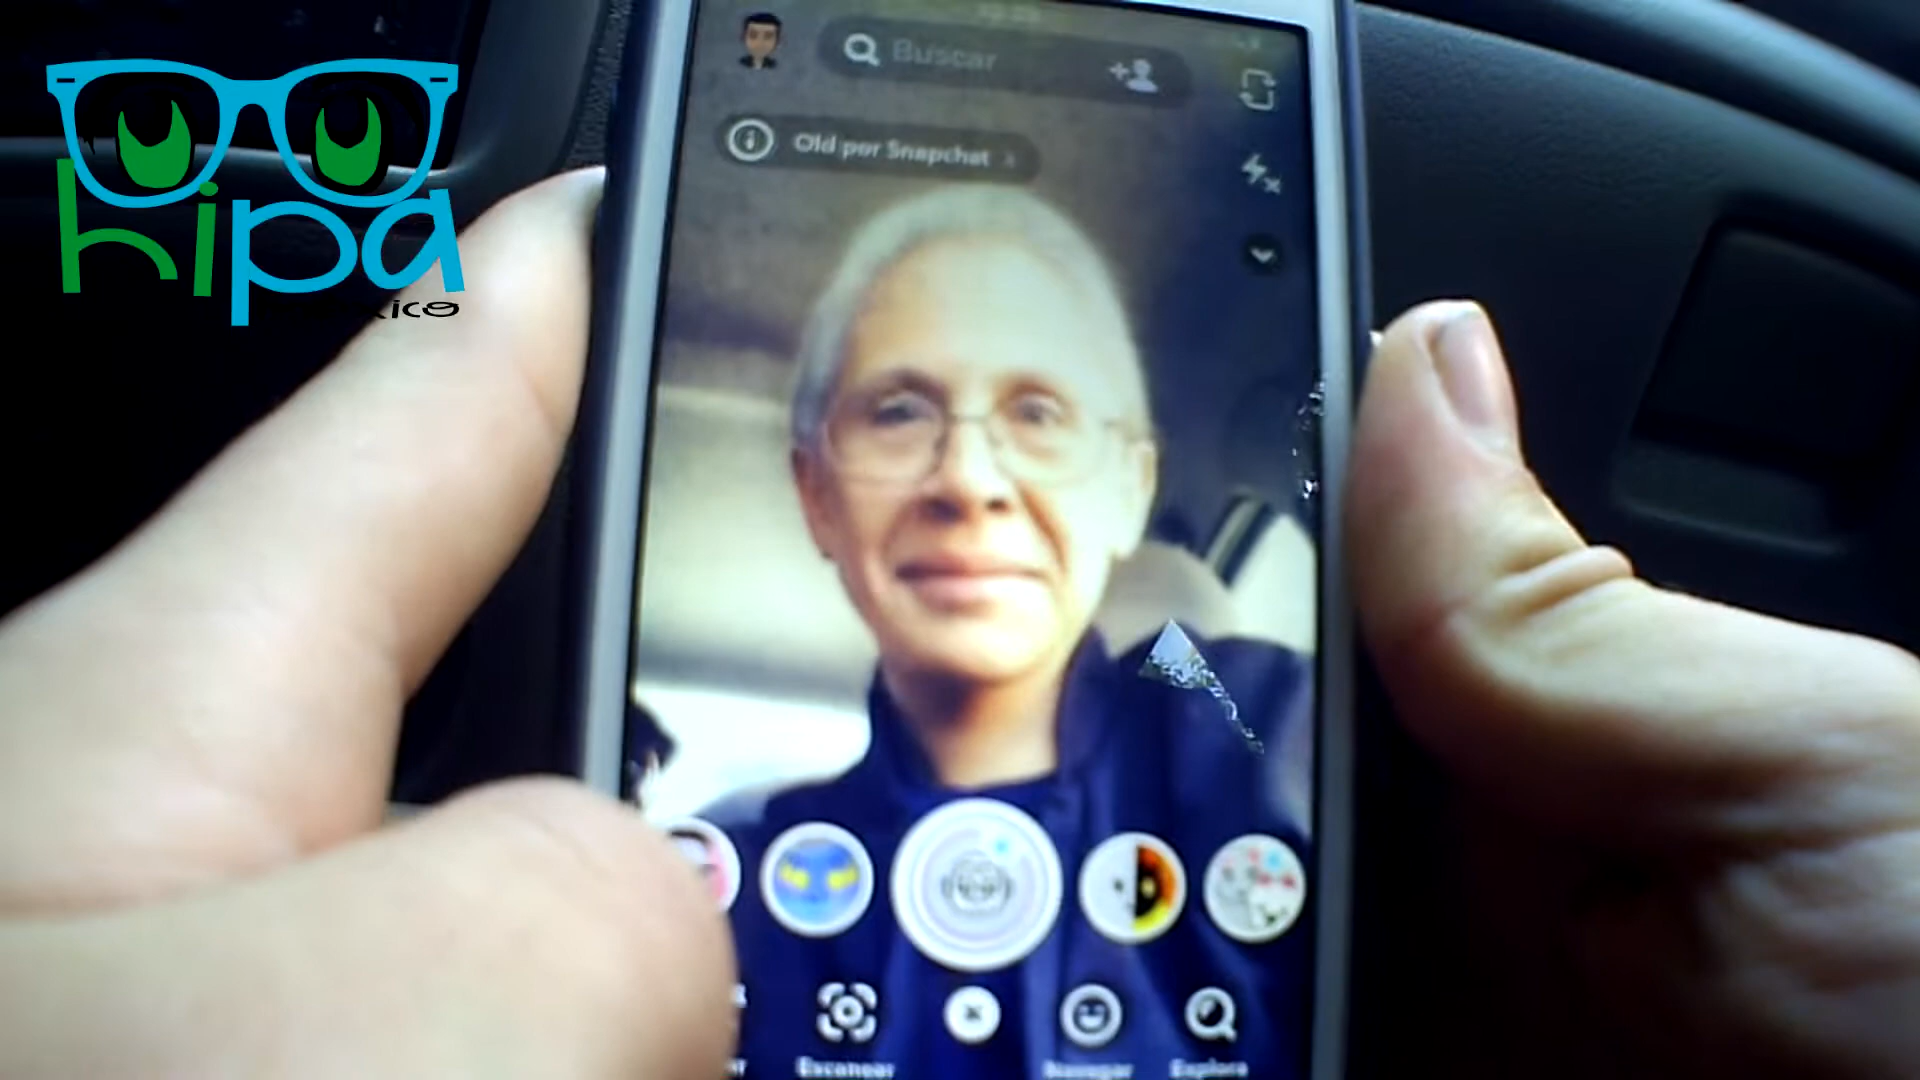 hipa
Buscar
Old por Snapchat
Escanear
Explora